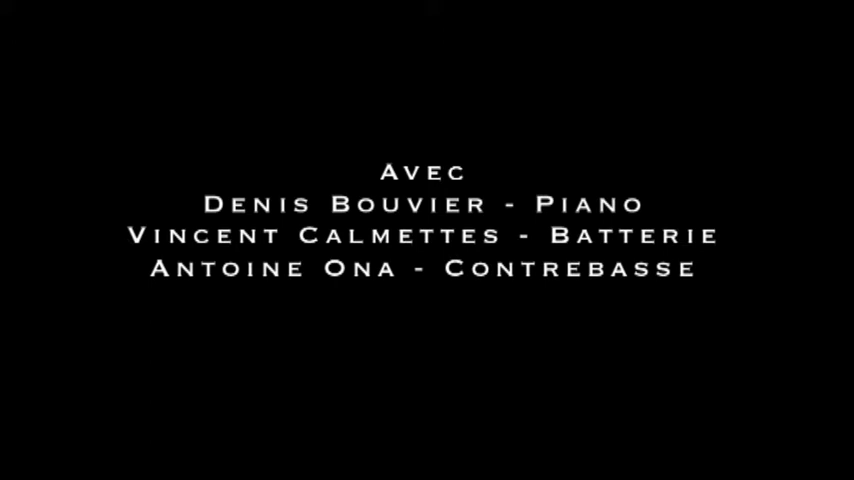 Avec
Denis Bouvier - Piano
Vincent Calmettes - Batterie
Antoine Ona - Contrebasse